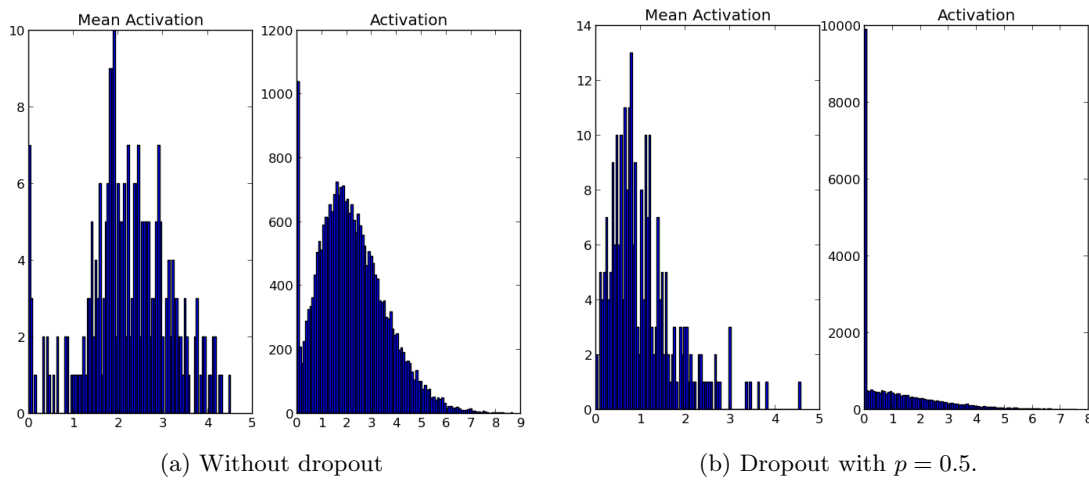 Mean Activation
10
8
6
4
2
0
0 1 2 3 4 5
Activation
1200
1000
800
600
400
200
0
0 1 2 3 4 5 6 7 8 9
(a) Without dropout
Mean Activation
14
12
10
8
6
4
2
0
0 1 2 3 4 5
Activation
10000
8000
6000
4000
2000
0
0 1 2 3 4 5 6 7 8
(b) Dropout with p = 0.5.